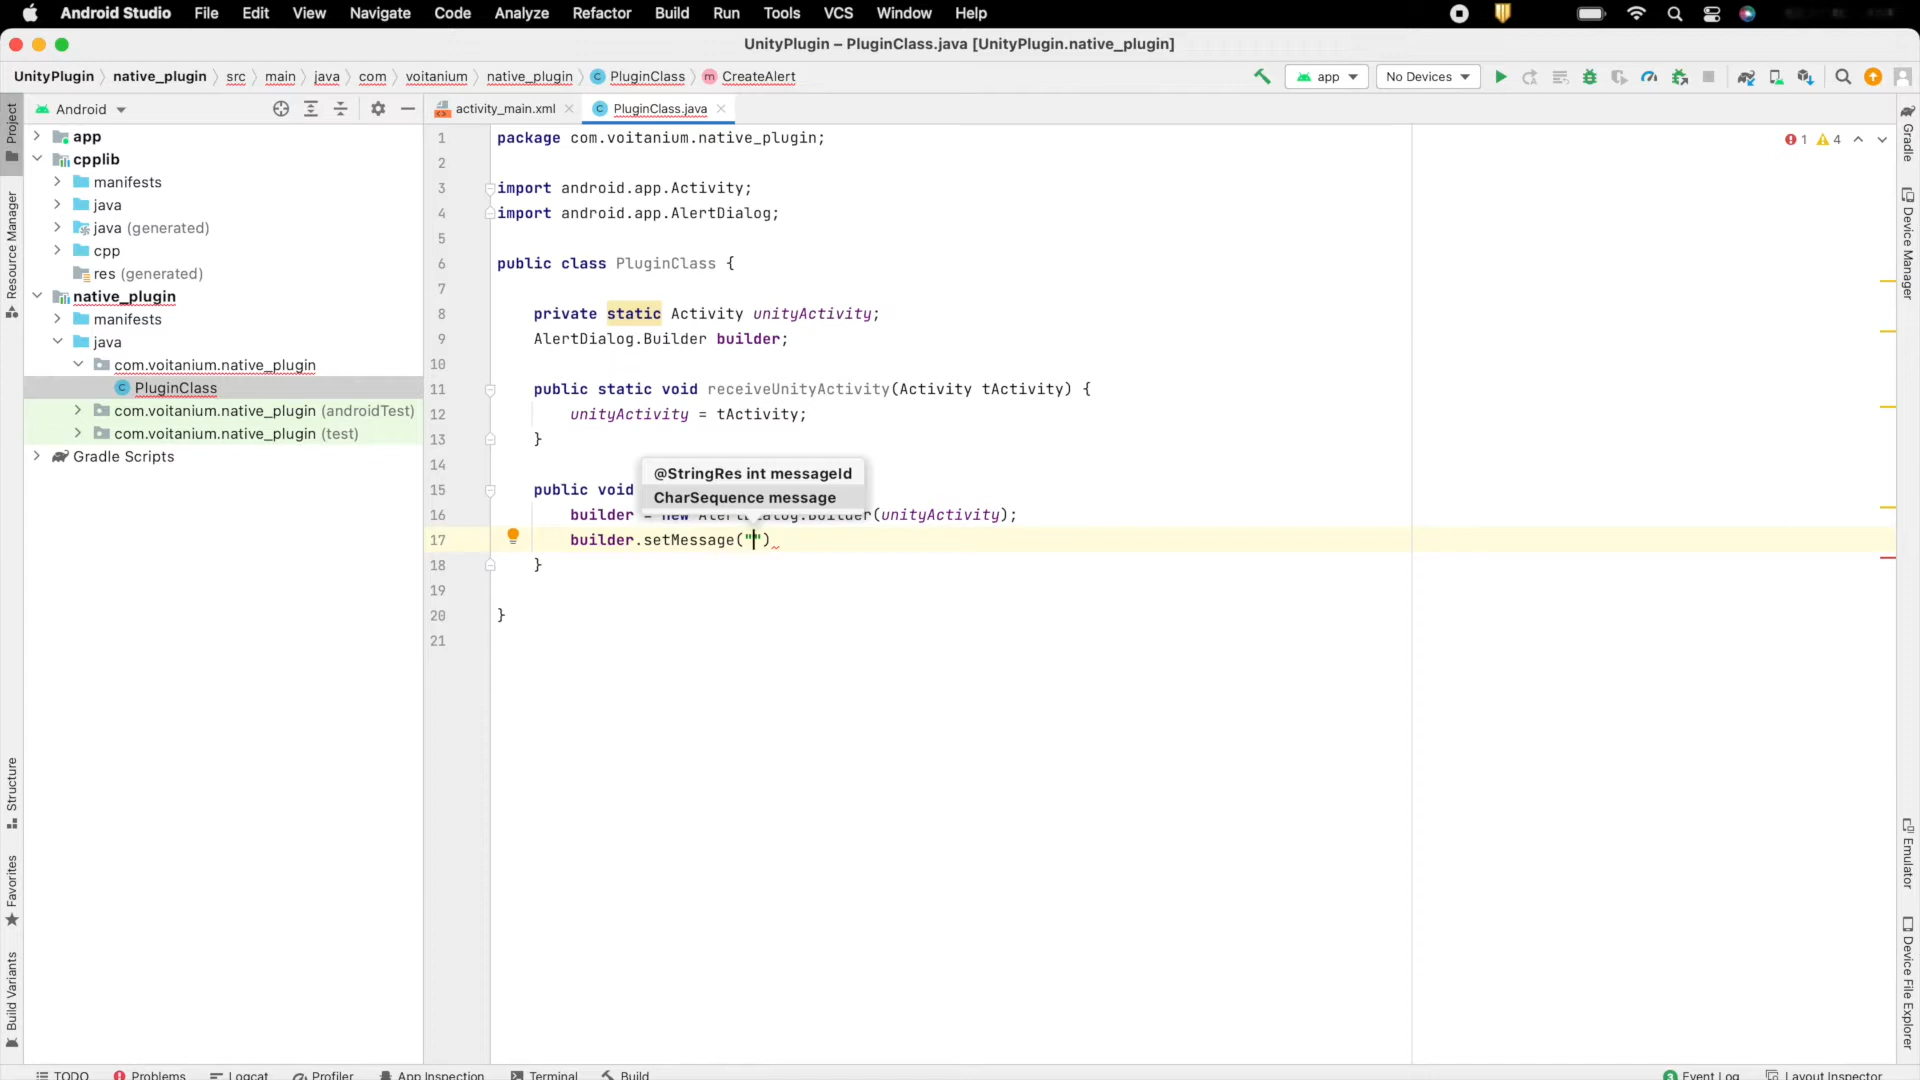 Android Studio File Edit View Navigate Code Analyze Refactor Build Run Tools VCS Window Help
UnityPlugin – PluginClass.java [UnityPlugin.native_plugin]
UnityPlugin native_plugin src main java com voitanium native_plugin C PluginClass m CreateAlert
app No Devices
Android
activity_main.xml
C PluginClass.java
Project
Resource Manager
Structure
Favorites
Build Variants
app
cpplib
manifests
java
java (generated)
cpp
res (generated)
native_plugin
manifests
java
com.voitanium.native_plugin
C PluginClass
com.voitanium.native_plugin (androidTest)
com.voitanium.native_plugin (test)
Gradle Scripts
1 package com.voitanium.native_plugin;
2
3 import android.app.Activity;
4 import android.app.AlertDialog;
5
6 public class PluginClass {
7
8 private static Activity unityActivity;
9 AlertDialog.Builder builder;
10
11 public static void receiveUnityActivity(Activity tActivity) {
12 unityActivity = tActivity;
13 }
14
@StringRes int messageId
CharSequence message
15 public void
16 builder = new AlertDialog.Builder(unityActivity);
17 builder.setMessage("")
18 }
19
20 }
21
1 4
Gradle
Device Manager
Emulator
Device File Explorer
TODO Problems Logcat Profiler App Inspection Terminal Build
3 Event Log Layout Inspector